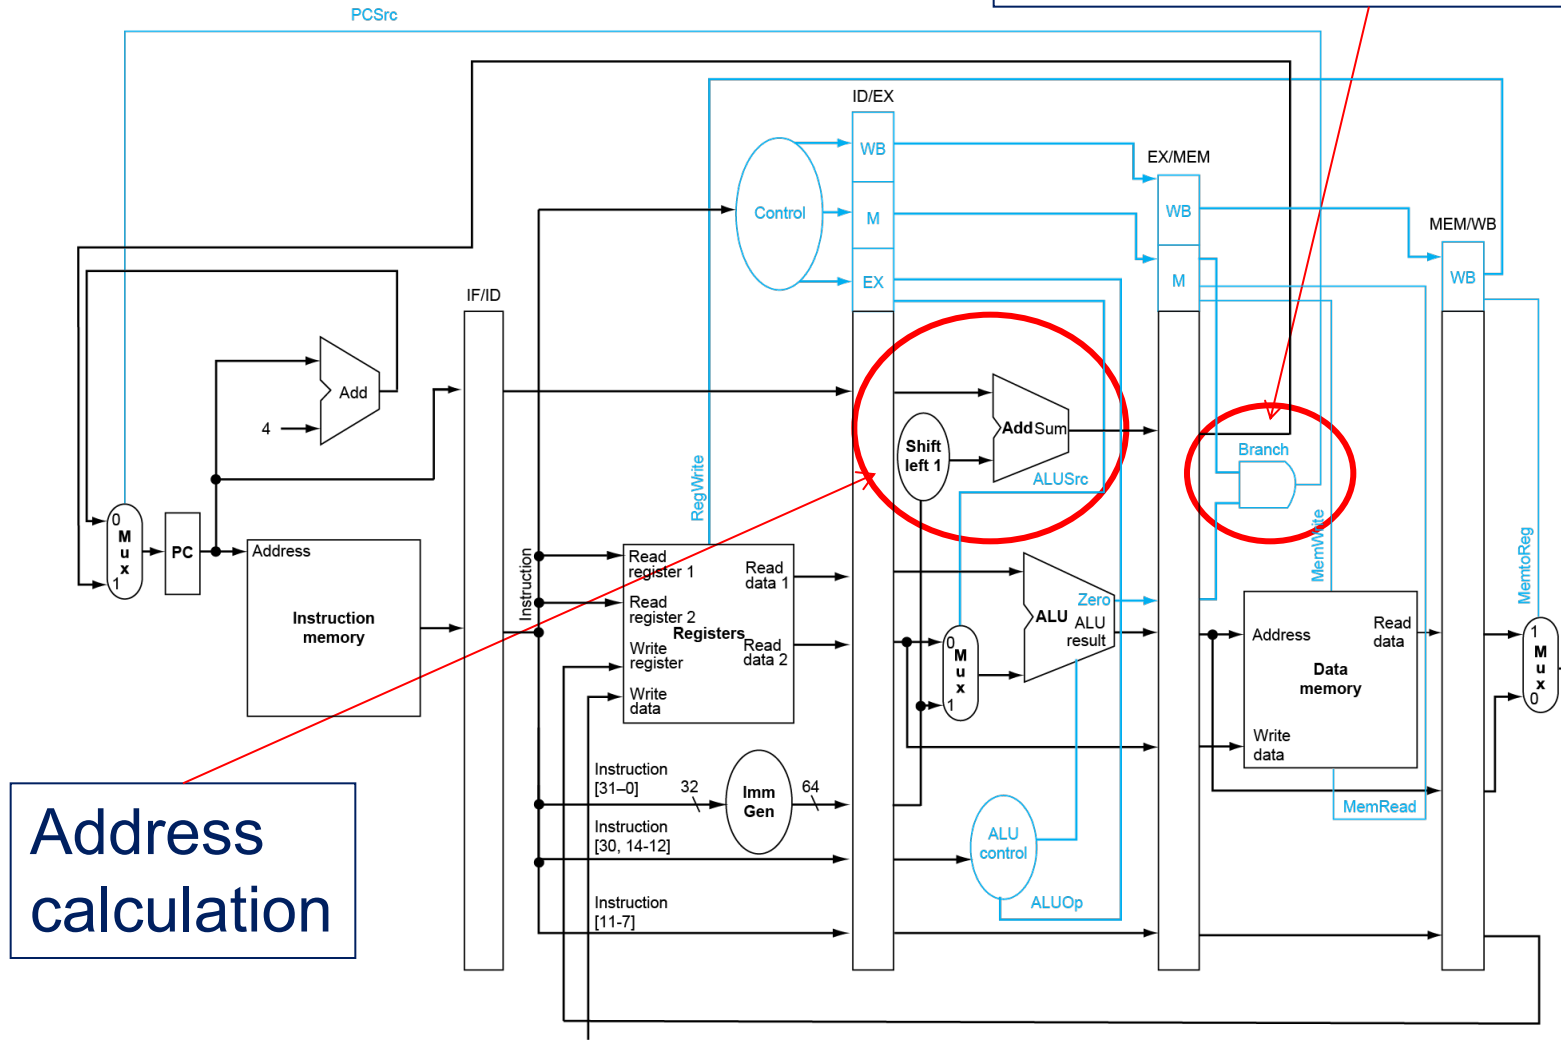 PCSrc
ID/EX
WB
EX/MEM
Control
M
WB
MEM/WB
EX
M
WB
IF/ID
Add
4
Shift
left 1
Add Sum
Branch
ALUSrc
RegWrite
MemWrite
MemtoReg
0
M
u
x
1
PC
Address
Instruction
memory
Instruction
Read
register 1
Read
register 2
Write
register
Write
data
Registers
Read
data 1
Read
data 2
0
M
u
x
1
Zero
ALU
ALU
result
Address
Read
data
Data
memory
Write
data
MemRead
1
M
u
x
0
Instruction
[31–0]
32
Imm
Gen
64
Instruction
[30, 14-12]
ALU
control
ALUOp
Instruction
[11-7]
Address
calculation